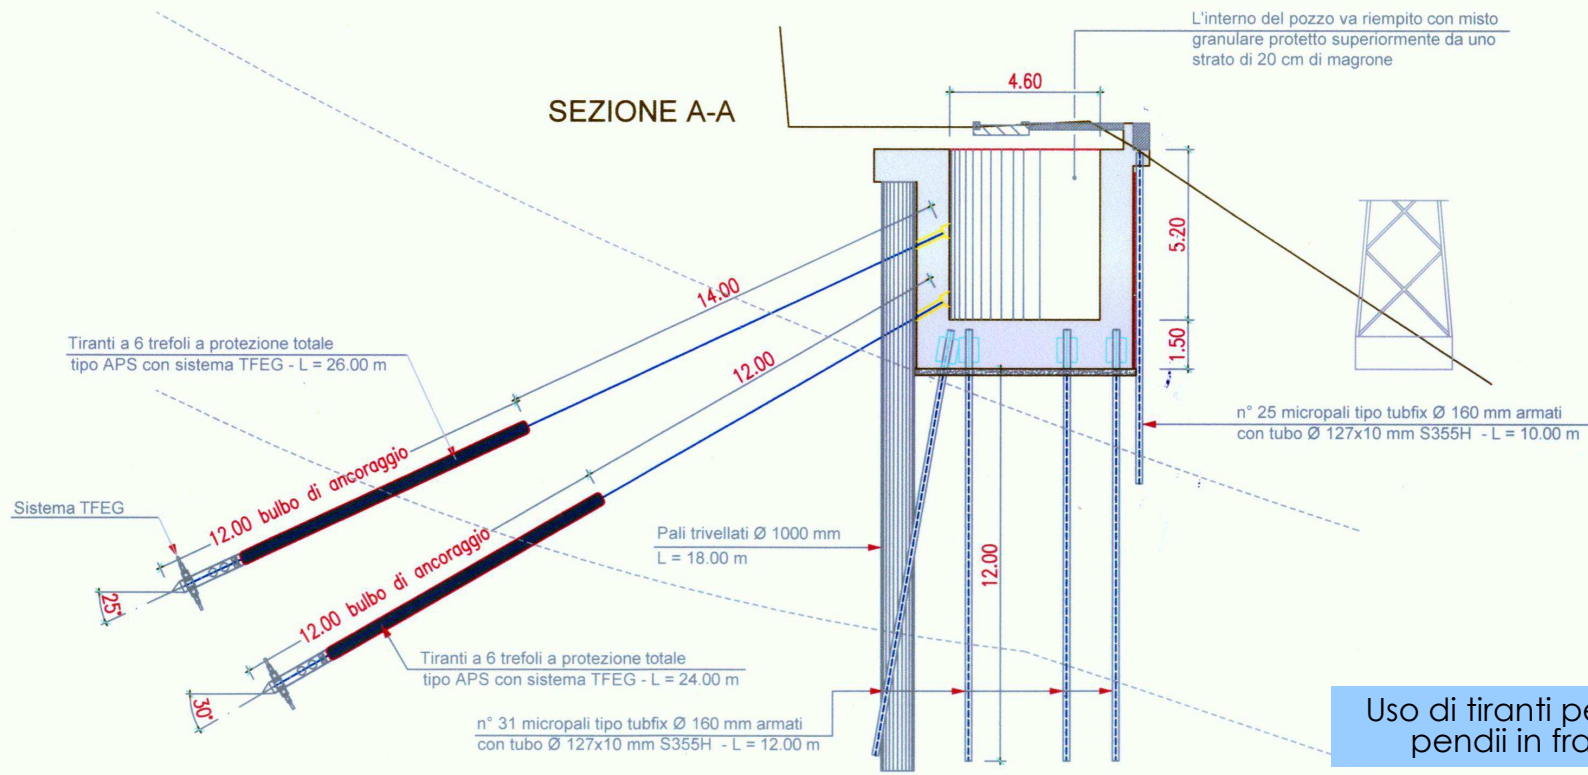 L'interno del pozzo va riempito con misto
granulare protetto superiormente da uno
strato di 20 cm di magrone
4.60
SEZIONE A-A
5.20
14.00
1.50
Tiranti a 6 trefoli a protezione totale
tipo APS con sistema TFEG - L = 26.00 m
12.00
n° 25 micropali tipo tubfix Ø 160 mm armati
con tubo Ø 127x10 mm S355H - L = 10.00 m
12.00 bulbo di ancoraggio
Sistema TFEG
Pali trivellati Ø 1000 mm
L = 18.00 m
12.00
25°
12.00 bulbo di ancoraggio
Tiranti a 6 trefoli a protezione totale
tipo APS con sistema TFEG - L = 24.00 m
30°
n° 31 micropali tipo tubfix Ø 160 mm armati
con tubo Ø 127x10 mm S355H - L = 12.00 m
Uso di tiranti
pendii in